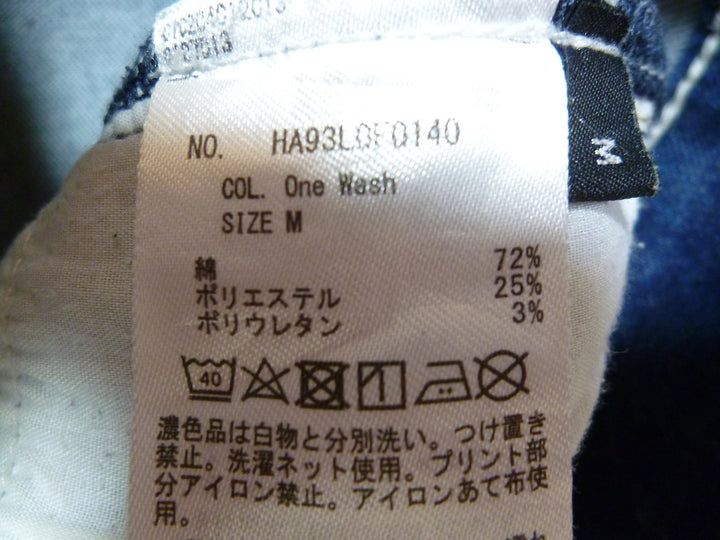 NO. HA93L0F0140
M
COL. One Wash
SIZE M
綿 72%
ポリエステル 25%
ポリウレタン 3%
40
濃色品は白物と分別洗い。つけ置き
禁止。洗濯ネット使用。プリント部
分アイロン禁止。アイロンあて布使
用。